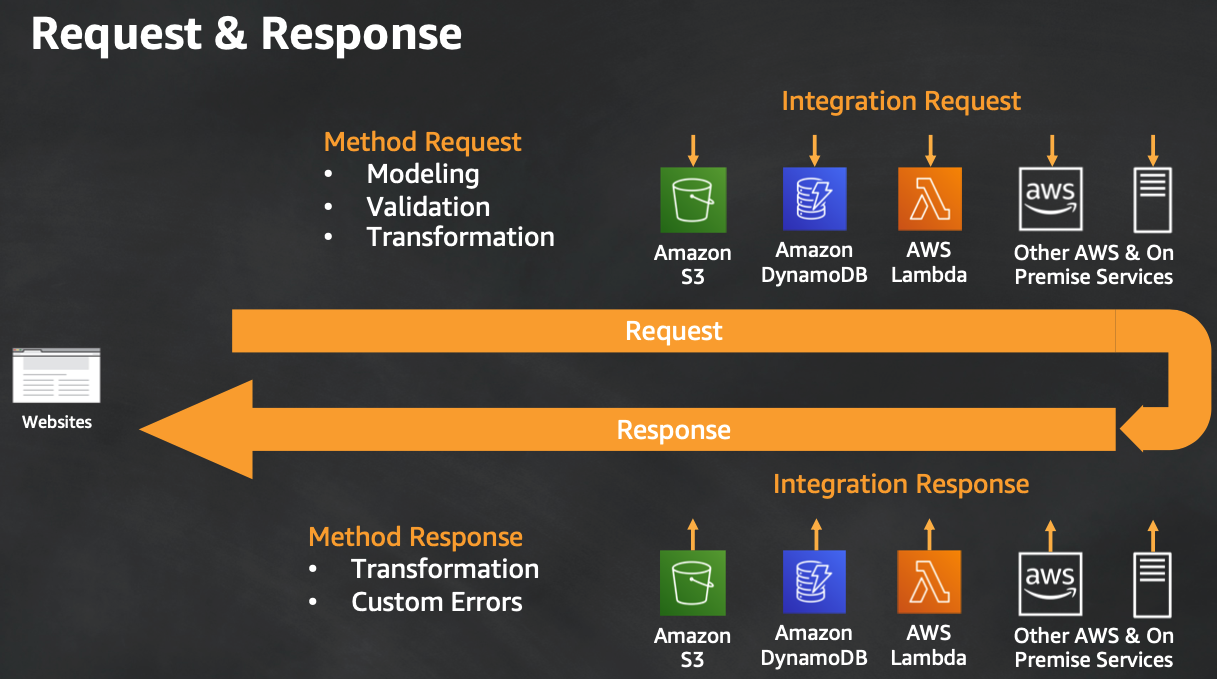 Request & Response
Integration Request
Method Request
• Modeling
• Validation
• Transformation
aws
Amazon
S3
Amazon
DynamoDB
AWS
Lambda
Other AWS & On
Premise Services
Request
Websites
Response
Integration Response
Method Response
• Transformation
• Custom Errors
aws
Amazon
S3
Amazon
DynamoDB
AWS
Lambda
Other AWS & On
Premise Services